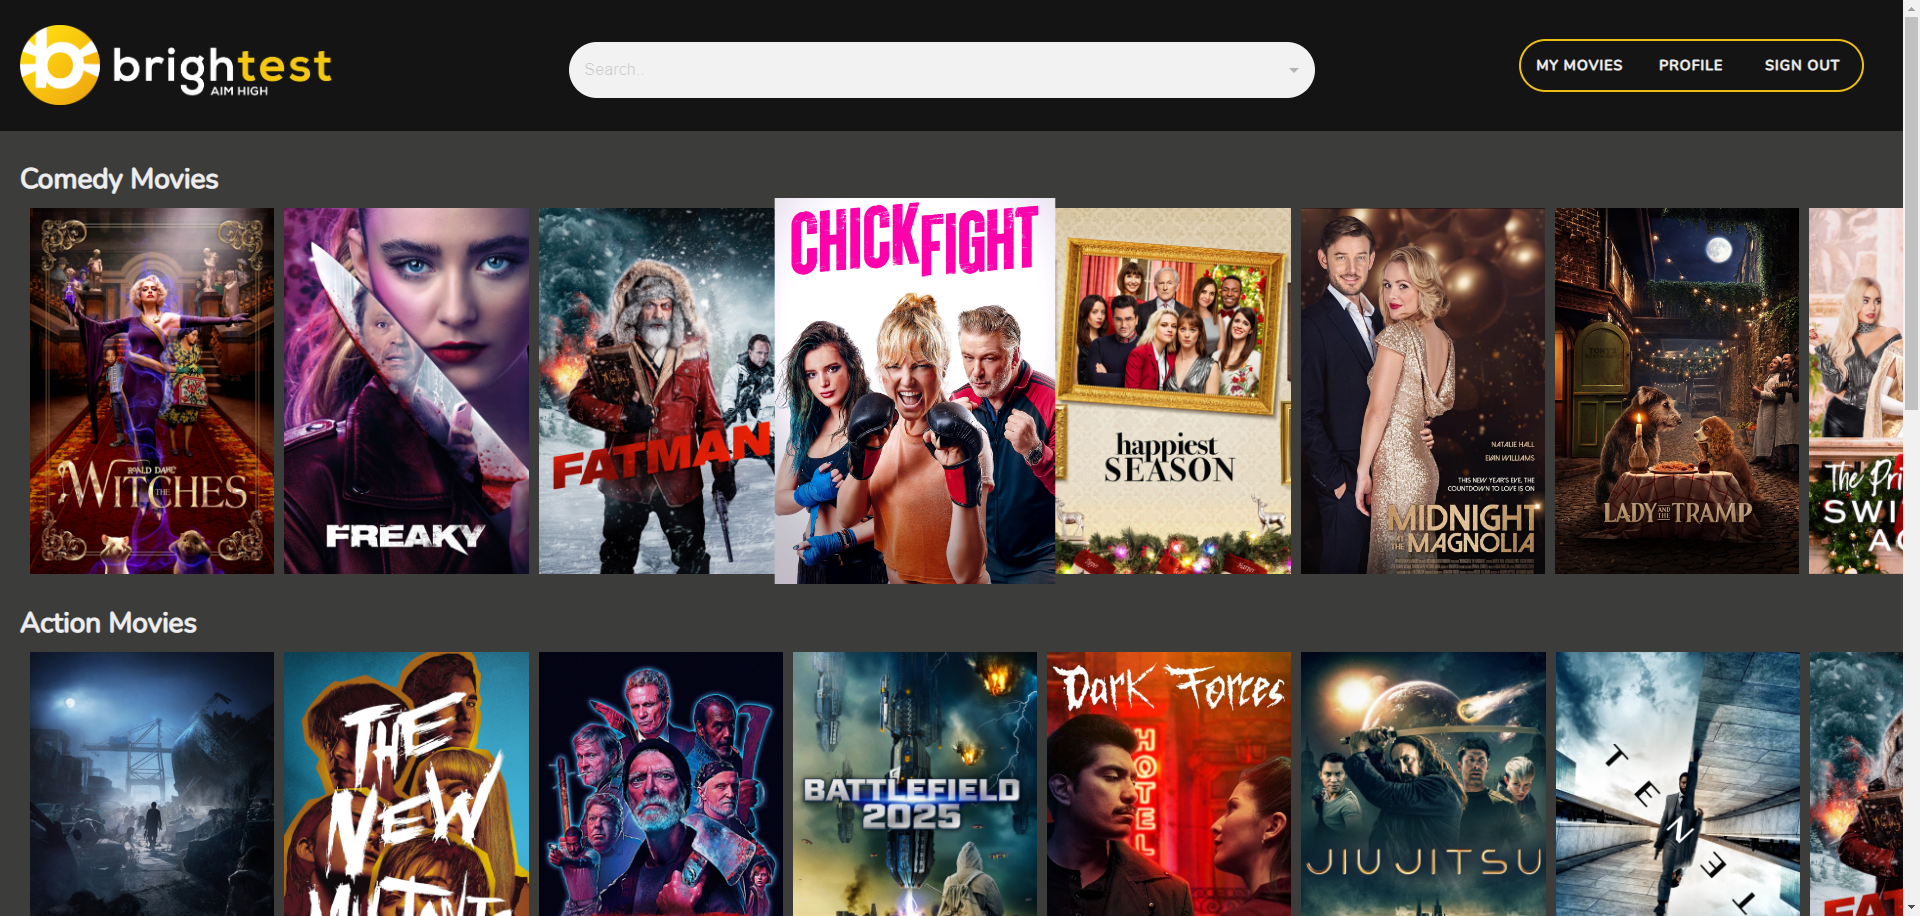 brightest
AIM HIGH
Search..
MY MOVIES PROFILE SIGN OUT
Comedy Movies
ROALD DAHL'
THE WITCHES
FREAKY
FATMAN
CHICK FIGHT
happiest
SEASON
NATALIE HALL
EVAN WILLIAMS
THIS NEW YEAR'S EVE, THE
COUNTDOWN TO LOVE IS ON
MIDNIGHT
AT THE MAGNOLIA
LADY AND THE TRAMP
The Pri
SWI
AG
Action Movies
THE
NEW
MUTANTS
BATTLEFIELD
2025
Dark Forces
HOTEL
JIU JITSU
TENET
FA